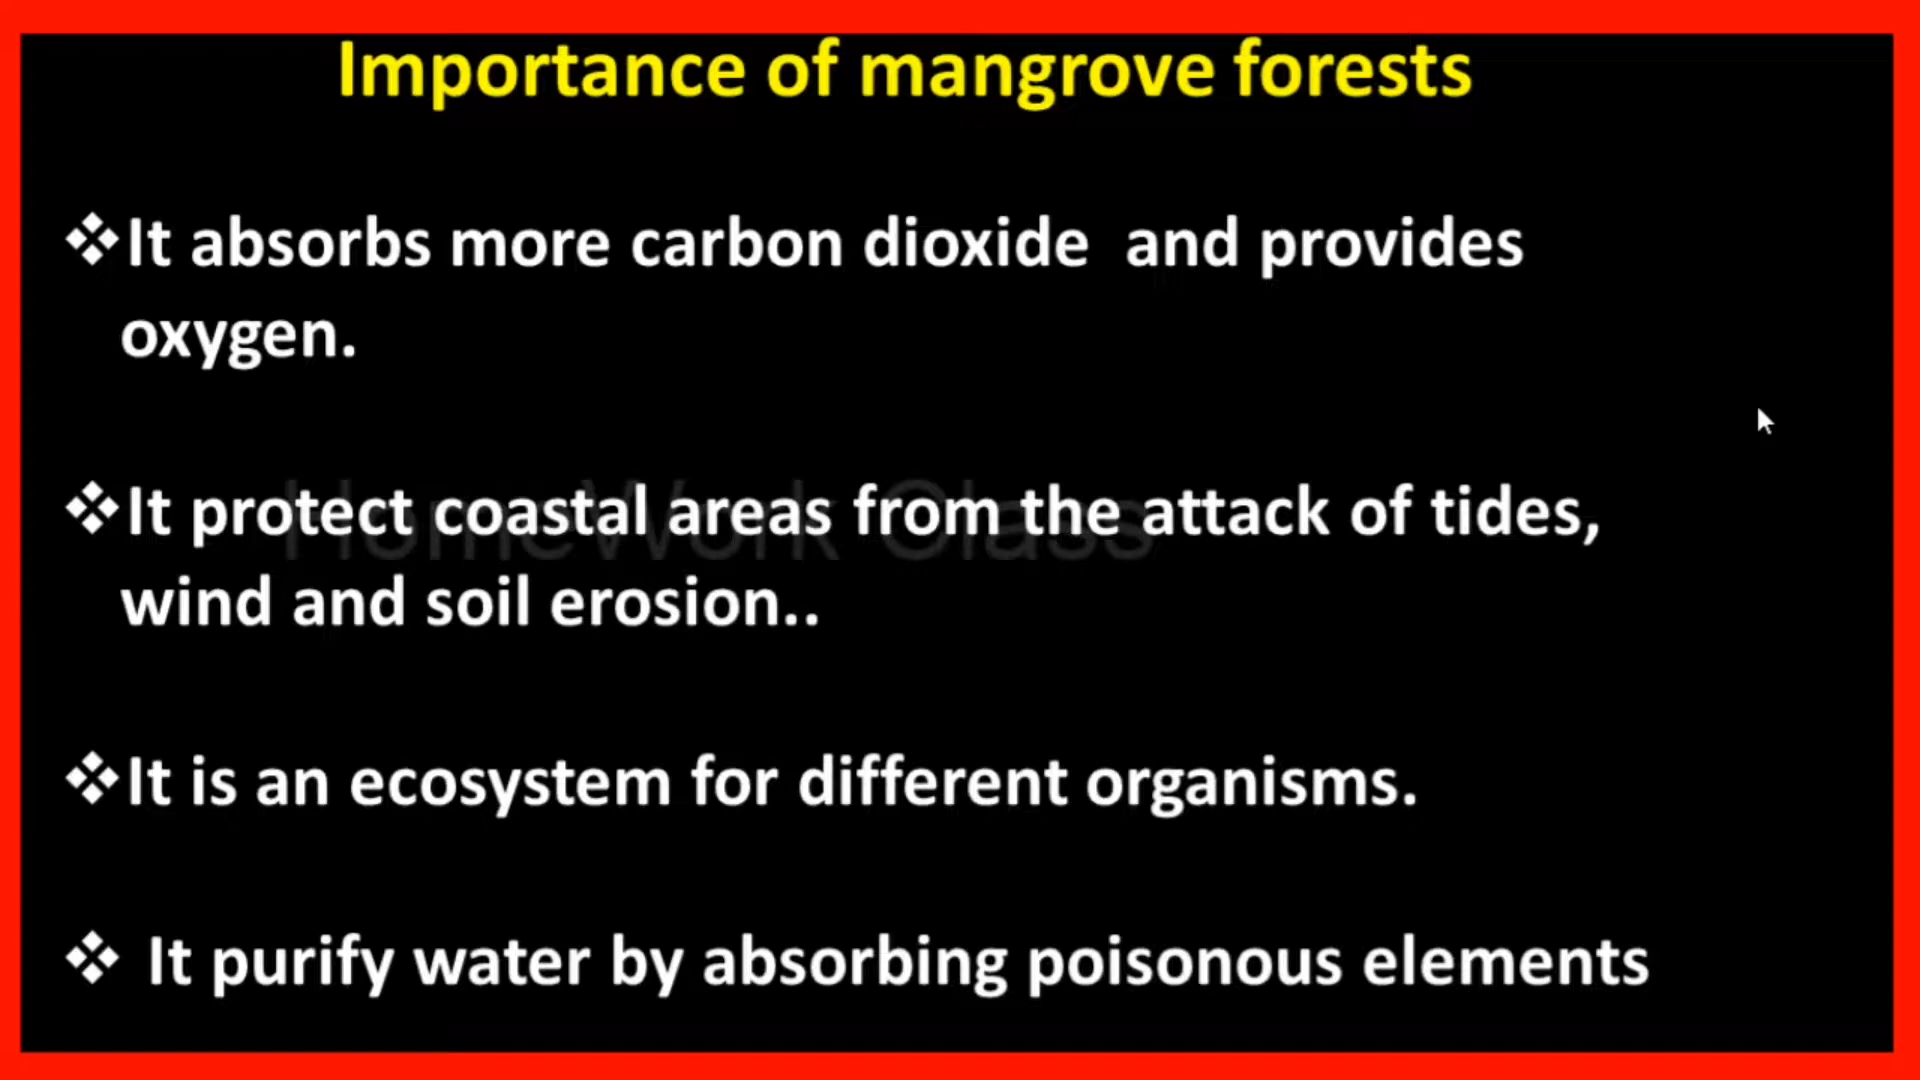 Importance of mangrove forests
❖It absorbs more carbon dioxide  and provides
oxygen.
❖It protect coastal areas from the attack of tides,
wind and soil erosion..
HomeWork Class
❖It is an ecosystem for different organisms.
❖ It purify water by absorbing poisonous elements